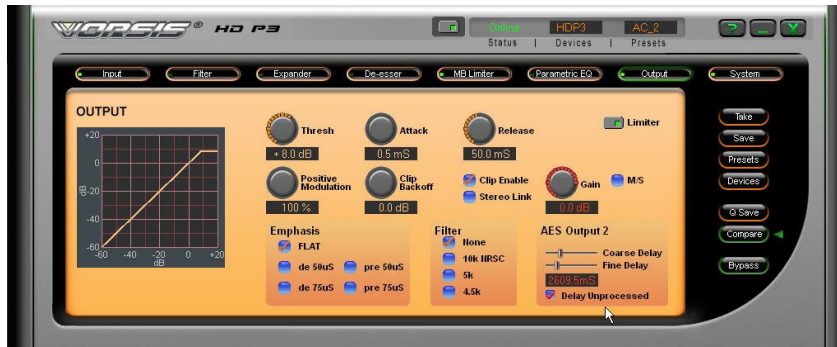 VORSIS® HD P3
Online HDP3 AC_2
Status | Devices | Presets
? _ X
Input Filter Expander De-esser MB Limiter Parametric EQ Output System
OUTPUT
+20
0
-20
-40
-60
dB
-60 -40 -20 0 +20
dB
Thresh
+ 8.0 dB
Attack
0.5 mS
Release
50.0 mS
Limiter
Positive
Modulation
100 %
Clip
Backoff
0.0 dB
Clip Enable
Stereo Link
Gain
0.0 dB
M/S
Emphasis
FLAT
de 50uS pre 50uS
de 75uS pre 75uS
Filter
None
10k NRSC
5k
4.5k
AES Output 2
Coarse Delay
Fine Delay
2609.5mS
Delay Unprocessed
Take
Save
Presets
Devices
Q Save
Compare
Bypass